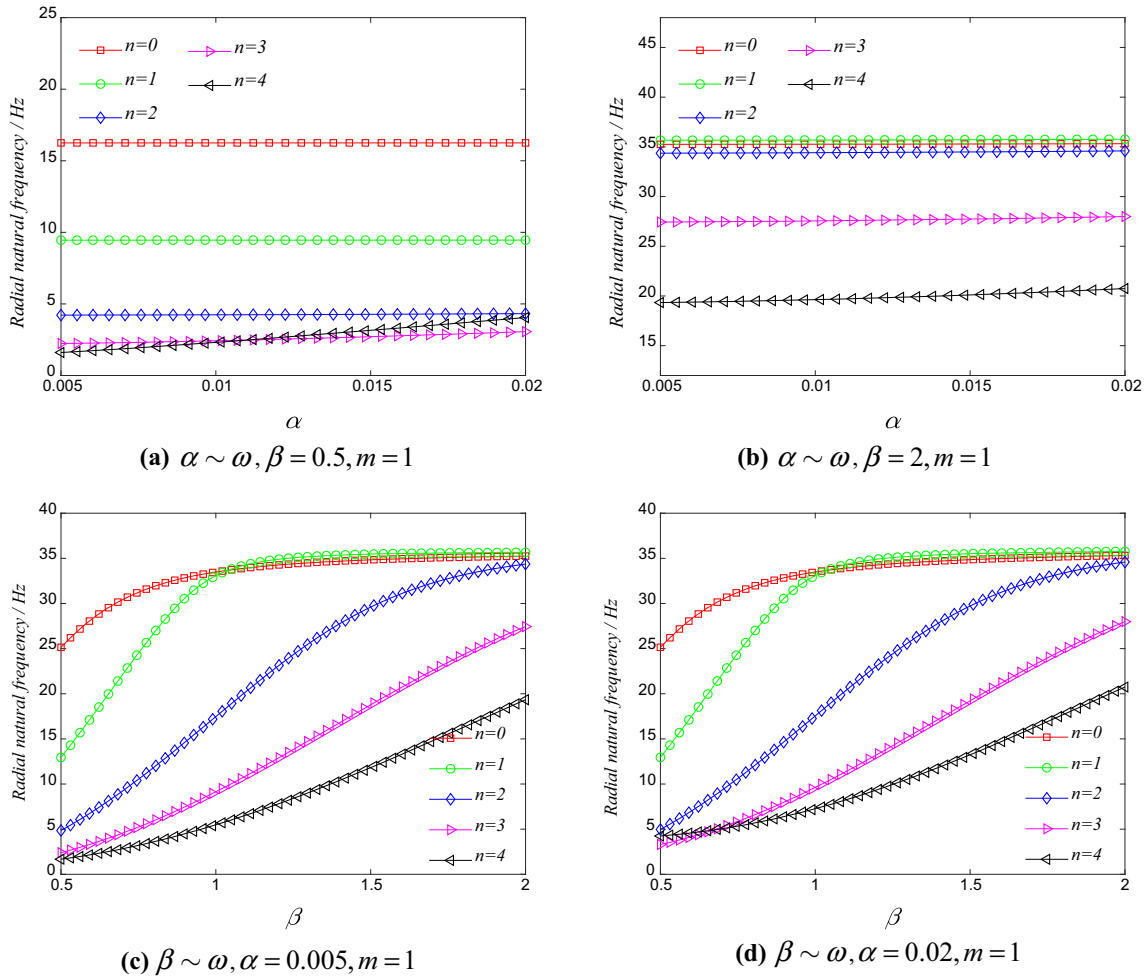 25
20
15
10
5
0
0.005 0.01 0.015 0.02
Radial natural frequency / Hz
n=0 n=3
n=1 n=4
n=2
α
(a) α ~ ω, β = 0.5, m = 1
45
40
35
30
25
20
15
0.005 0.01 0.015 0.02
Radial natural frequency / Hz
n=0 n=3
n=1 n=4
n=2
α
(b) α ~ ω, β = 2, m = 1
40
35
30
25
20
15
10
5
0
0.5 1 1.5 2
Radial natural frequency / Hz
n=0
n=1
n=2
n=3
n=4
β
(c) β ~ ω, α = 0.005, m = 1
40
35
30
25
20
15
10
5
0
0.5 1 1.5 2
Radial natural frequency / Hz
n=0
n=1
n=2
n=3
n=4
β
(d) β ~ ω, α = 0.02, m = 1